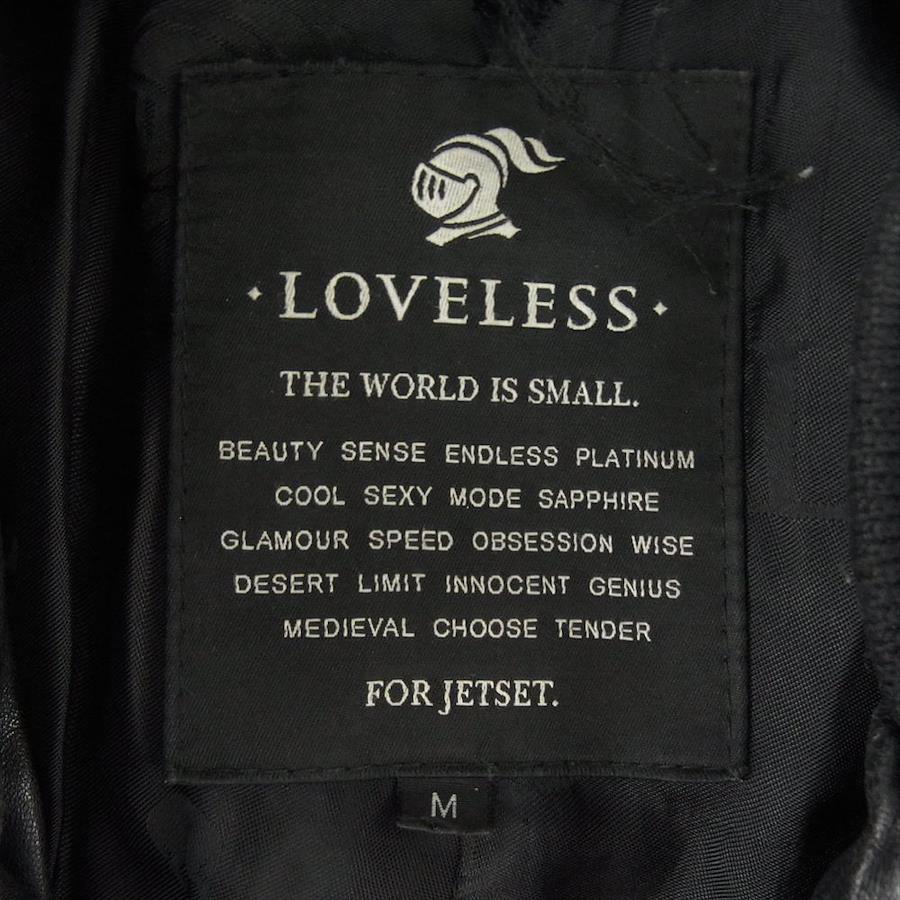 · LOVELESS ·
THE WORLD IS SMALL.
BEAUTY SENSE ENDLESS PLATINUM
COOL SEXY MODE SAPPHIRE
GLAMOUR SPEED OBSESSION WISE
DESERT LIMIT INNOCENT GENIUS
MEDIEVAL CHOOSE TENDER
FOR JETSET.
M